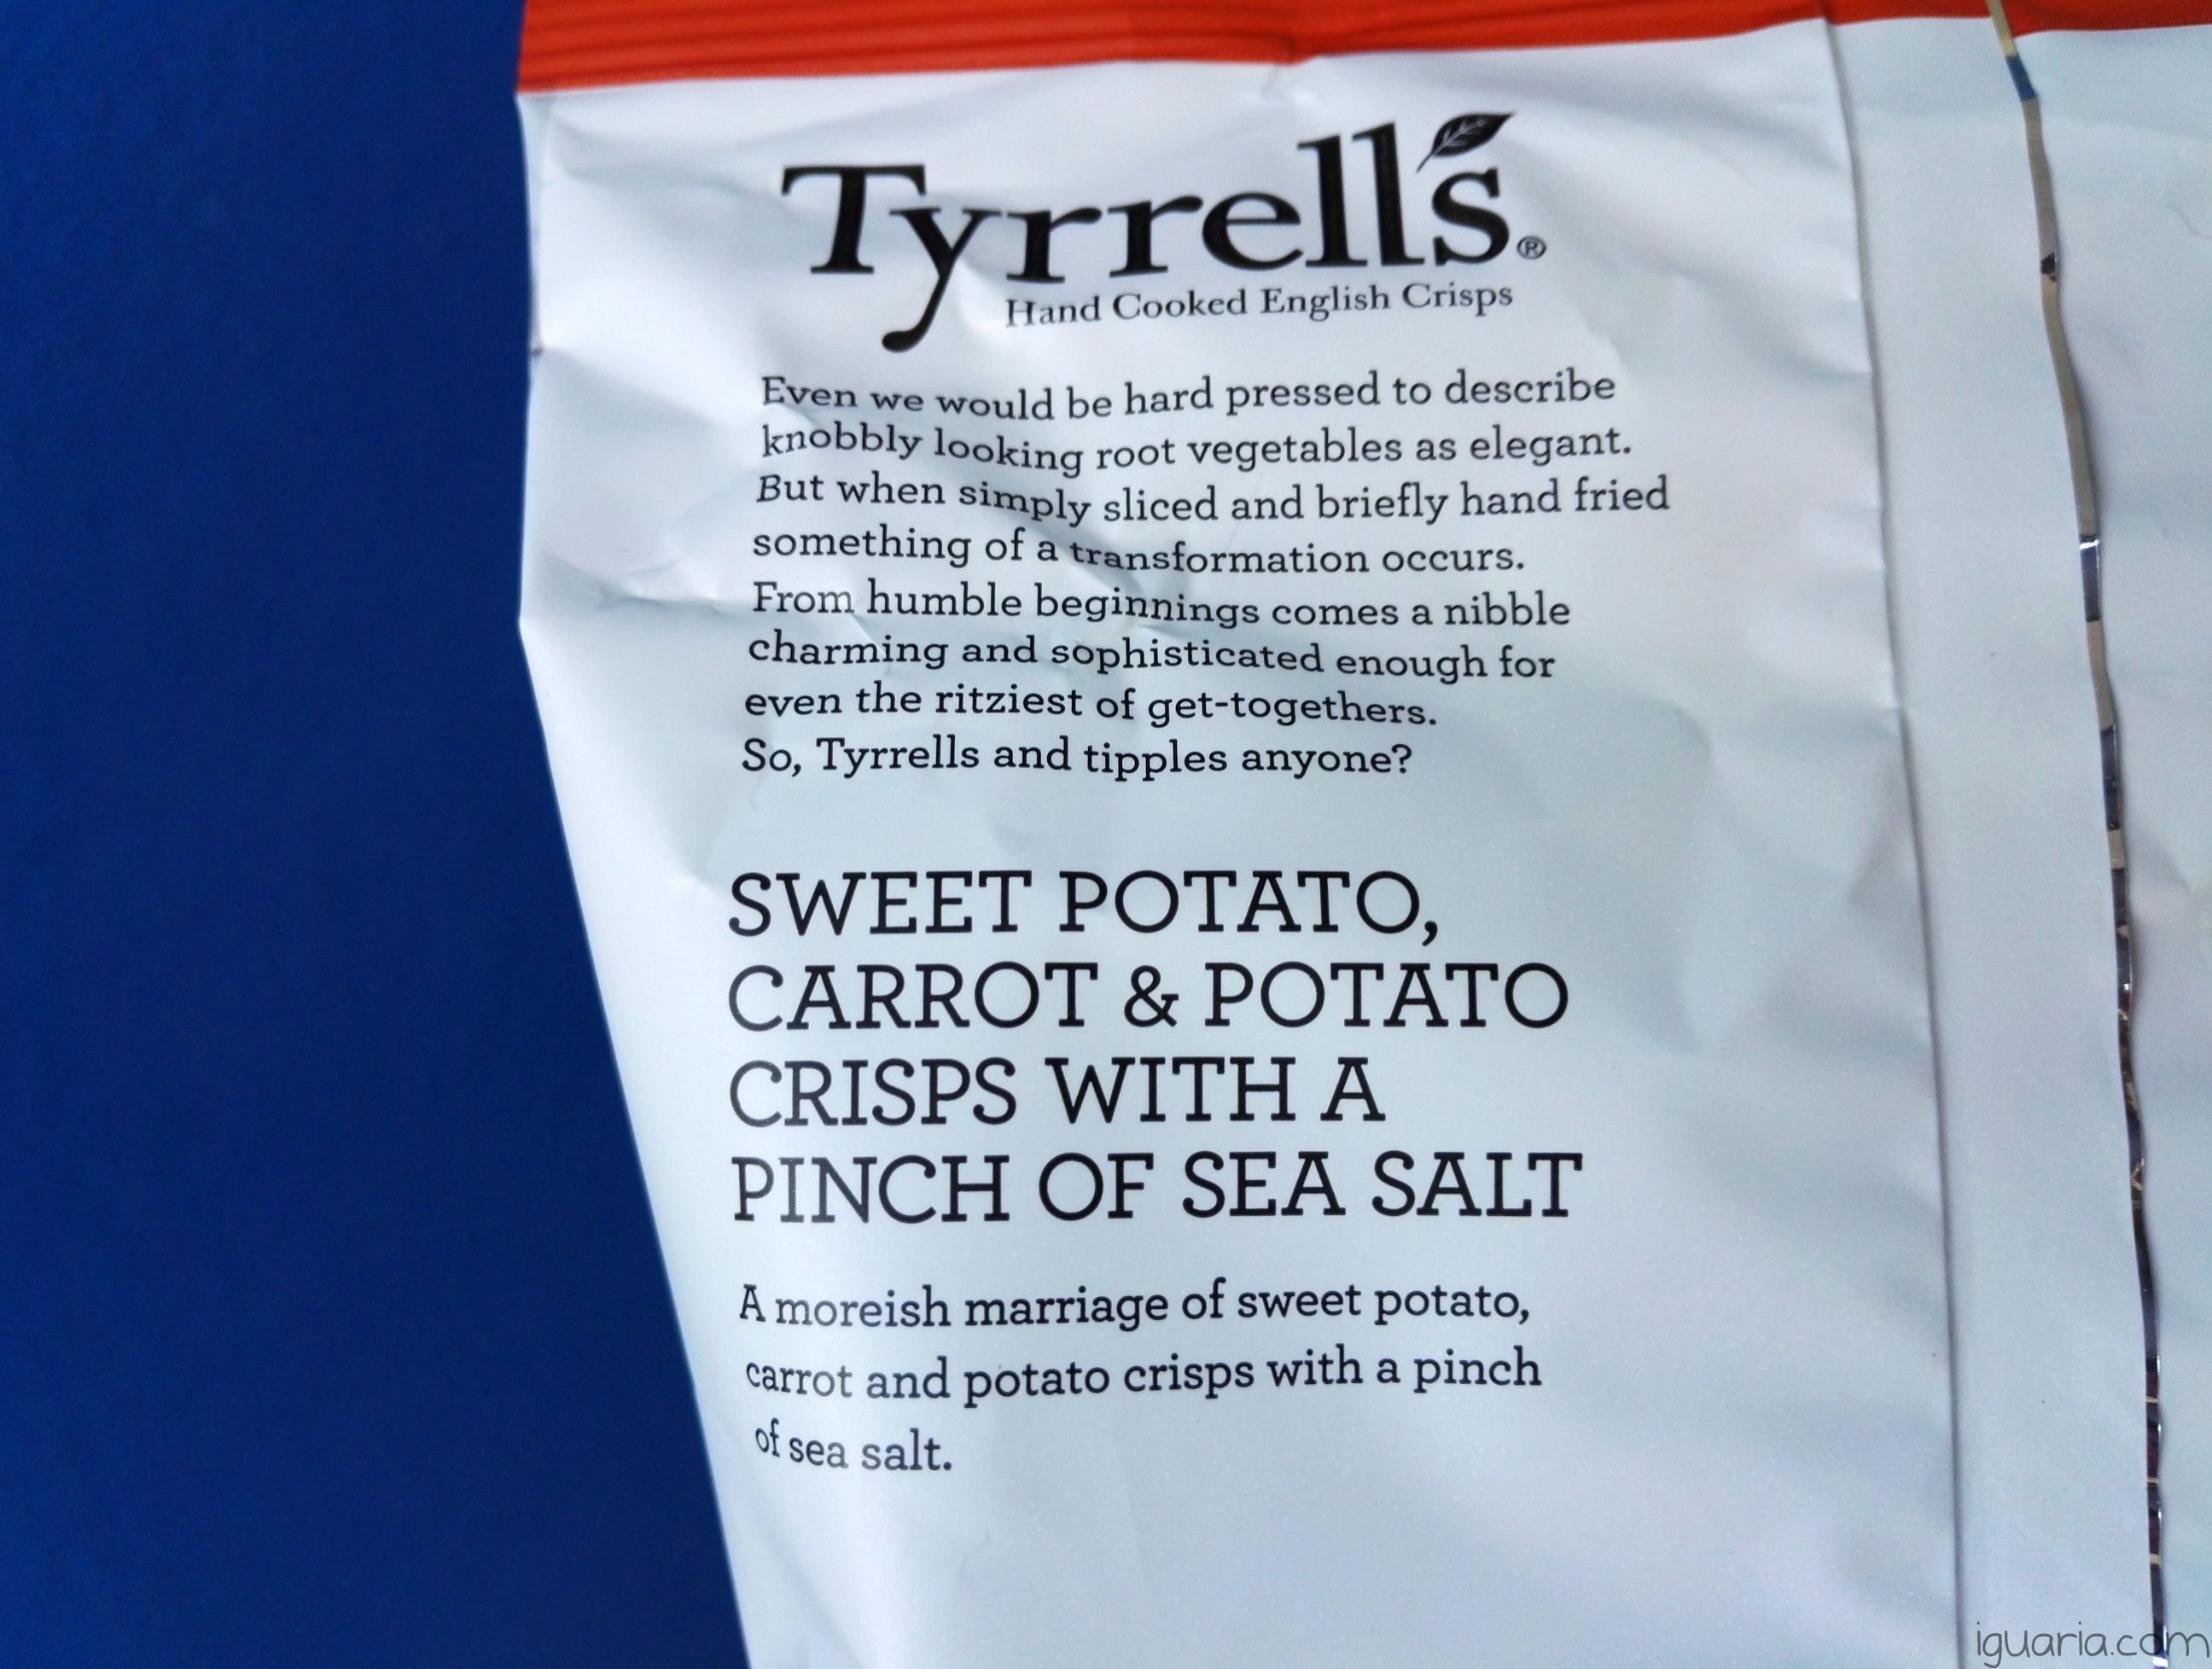 Tyrrell's®
Hand Cooked English Crisps
Even we would be hard pressed to describe
knobbly looking root vegetables as elegant.
But when simply sliced and briefly hand fried
something of a transformation occurs.
From humble beginnings comes a nibble
charming and sophisticated enough for
even the ritziest of get-togethers.
So, Tyrrells and tipples anyone?
SWEET POTATO,
CARROT & POTATO
CRISPS WITH A
PINCH OF SEA SALT
A moreish marriage of sweet potato,
carrot and potato crisps with a pinch
of sea salt.
iguaria.com